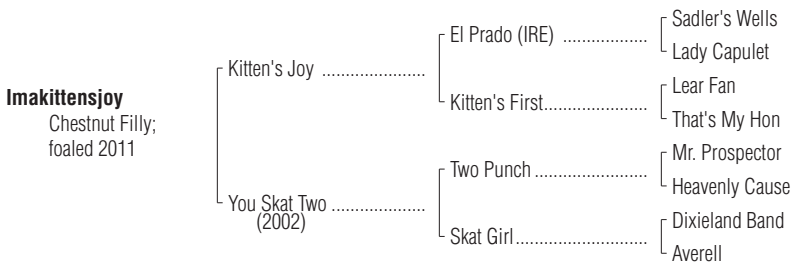 Sadler's Wells
El Prado (IRE) ..................
Lady Capulet
Kitten's Joy ......................
Lear Fan
Kitten's First......................
That's My Hon
Imakittensjoy
Chestnut Filly;
foaled 2011
Mr. Prospector
Two Punch ........................
Heavenly Cause
You Skat Two ....................
(2002)
Dixieland Band
Skat Girl............................
Averell